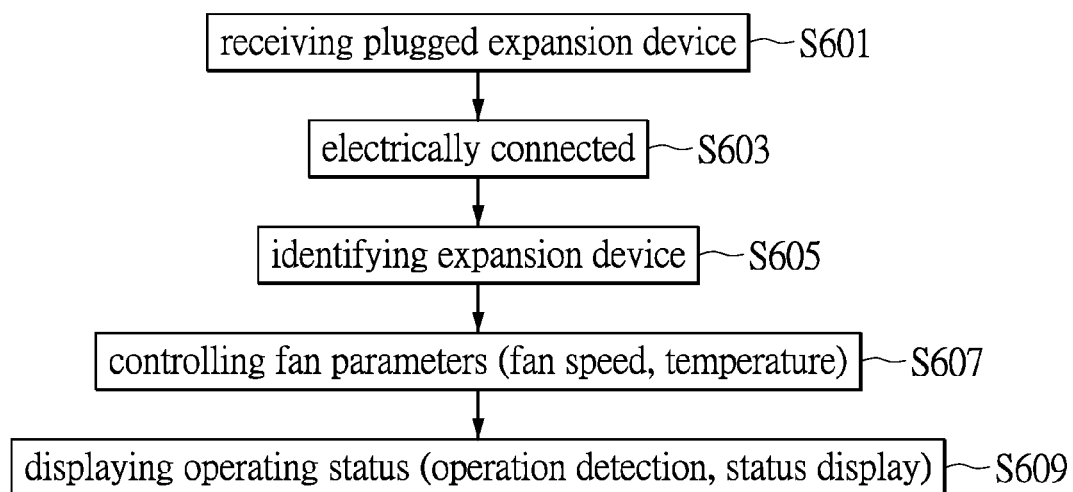 receiving plugged expansion device S601
electrically connected S603
identifying expansion device S605
controlling fan parameters (fan speed, temperature) S607
displaying operating status (operation detection, status display) S609